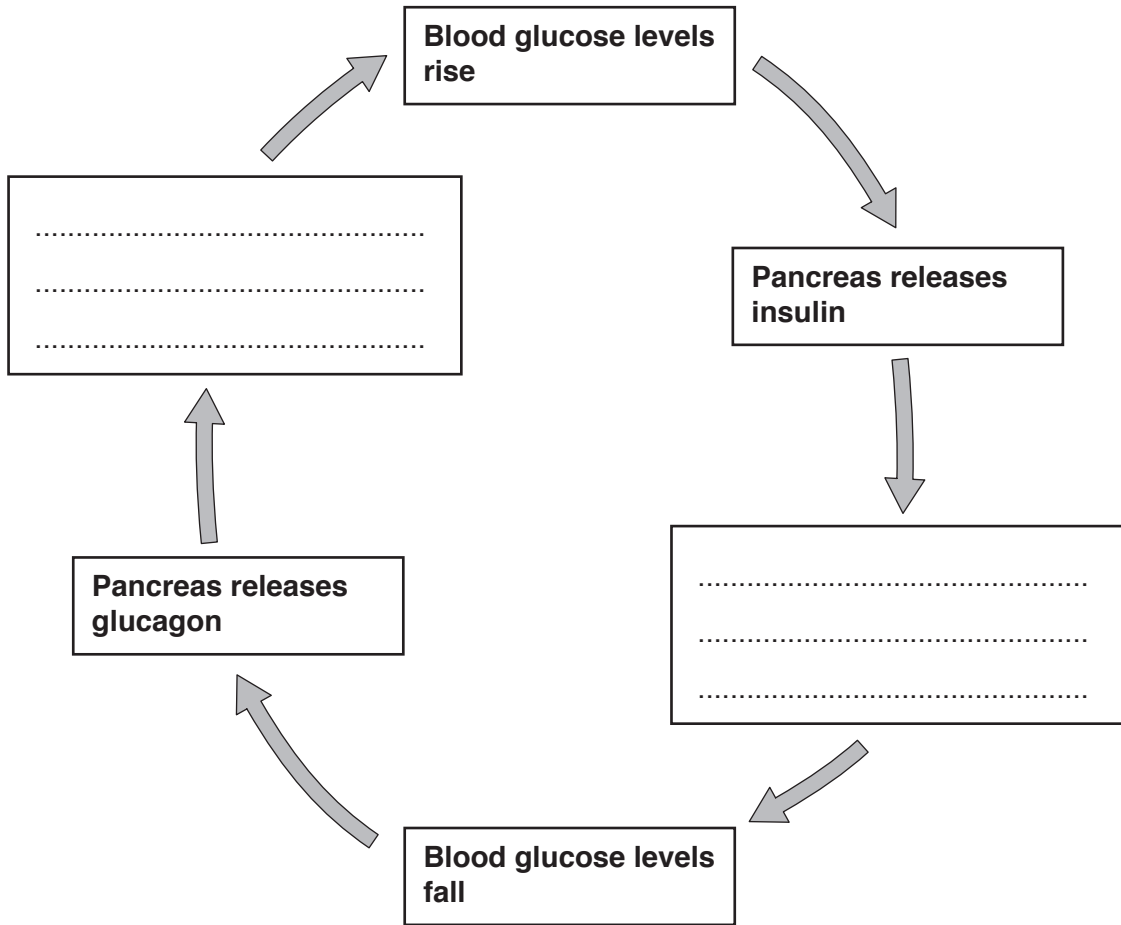 Blood glucose levels
rise
Pancreas releases
insulin
Blood glucose levels
fall
Pancreas releases
glucagon